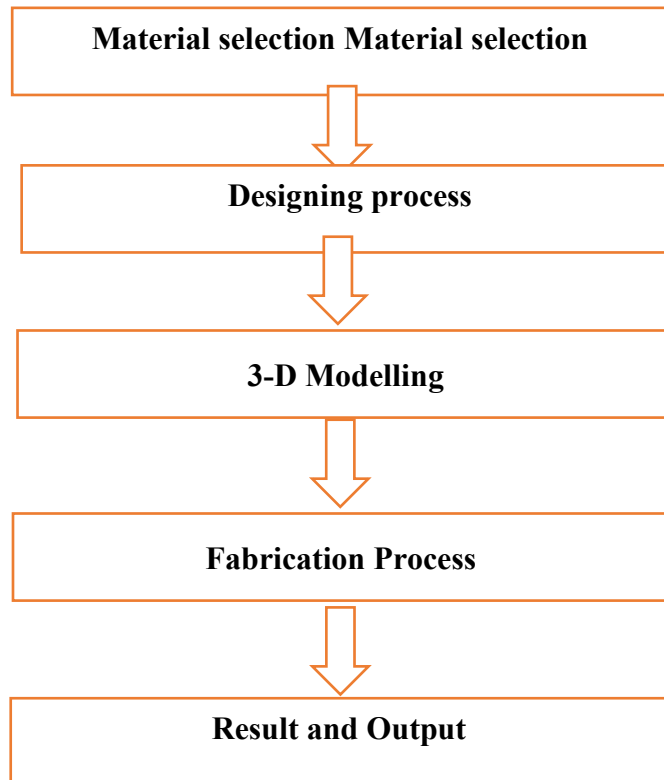 Material selection Material selection
Designing process
3-D Modelling
Fabrication Process
Result and Output